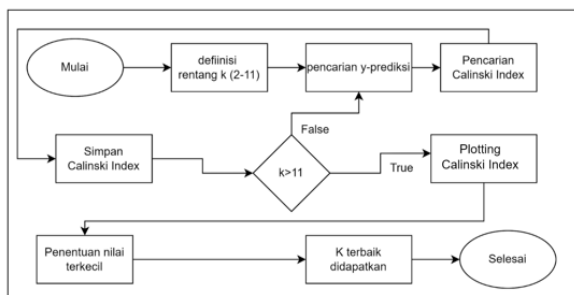 Mulai
defiinisi
rentang k (2-11)
pencarian y-prediksi
Pencarian
Calinski Index
False
Simpan
Calinski Index
k>11
True
Plotting
Calinski Index
Penentuan nilai
terkecil
K terbaik
didapatkan
Selesai